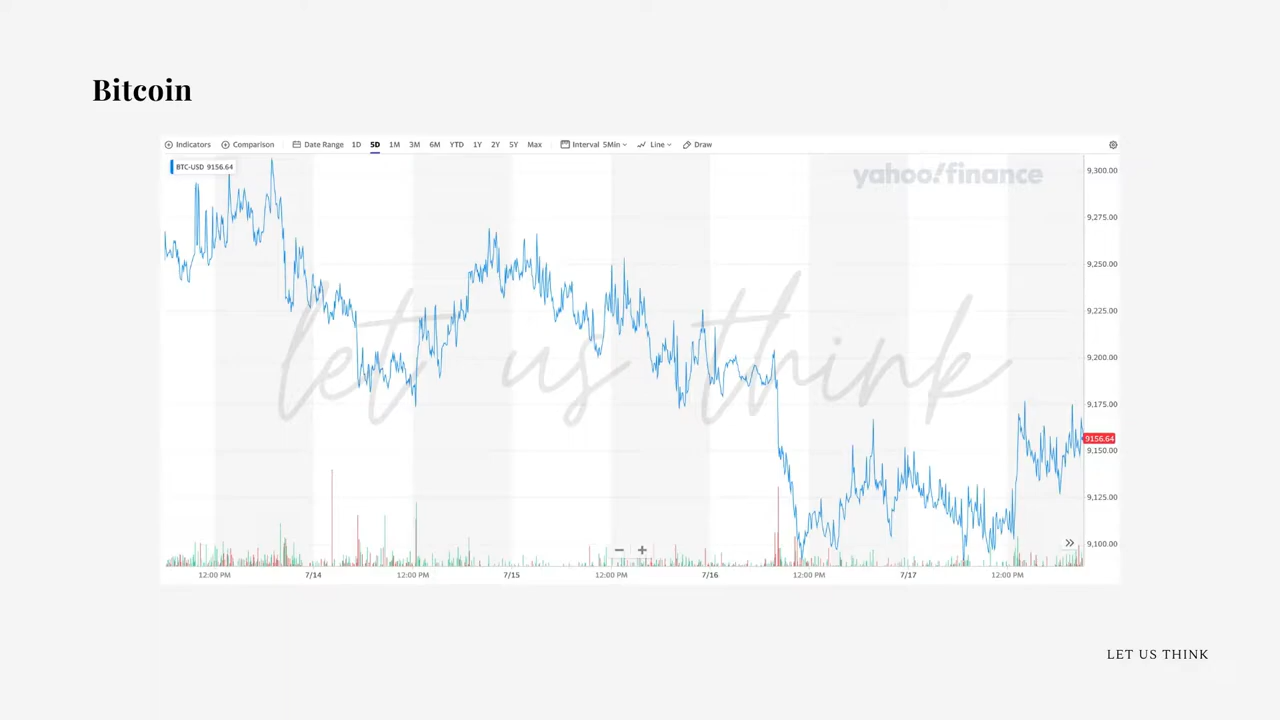 Bitcoin
Indicators Comparison Date Range 1D 5D 1M 3M 6M YTD 1Y 2Y 5Y Max Interval 5Min Line Draw
BTC-USD 9156.64
yahoo!finance
9,300.00
9,275.00
9,250.00
9,225.00
9,200.00
9,175.00
9156.64
9,150.00
9,125.00
9,100.00
let us think
12:00 PM 7/14 12:00 PM 7/15 12:00 PM 7/16 12:00 PM 7/17 12:00 PM
LET US THINK